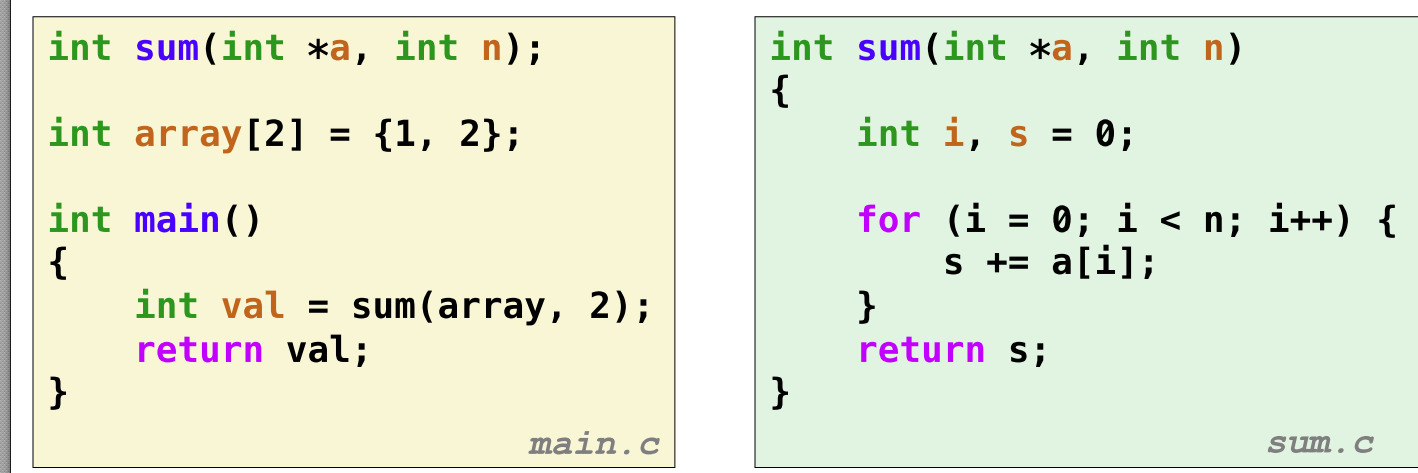 int sum(int *a, int n);
int array[2] = {1, 2};
int main()
{
    int val = sum(array, 2);
    return val;
}
main.c
int sum(int *a, int n)
{
    int i, s = 0;
    for (i = 0; i < n; i++) {
        s += a[i];
    }
    return s;
}
sum.c